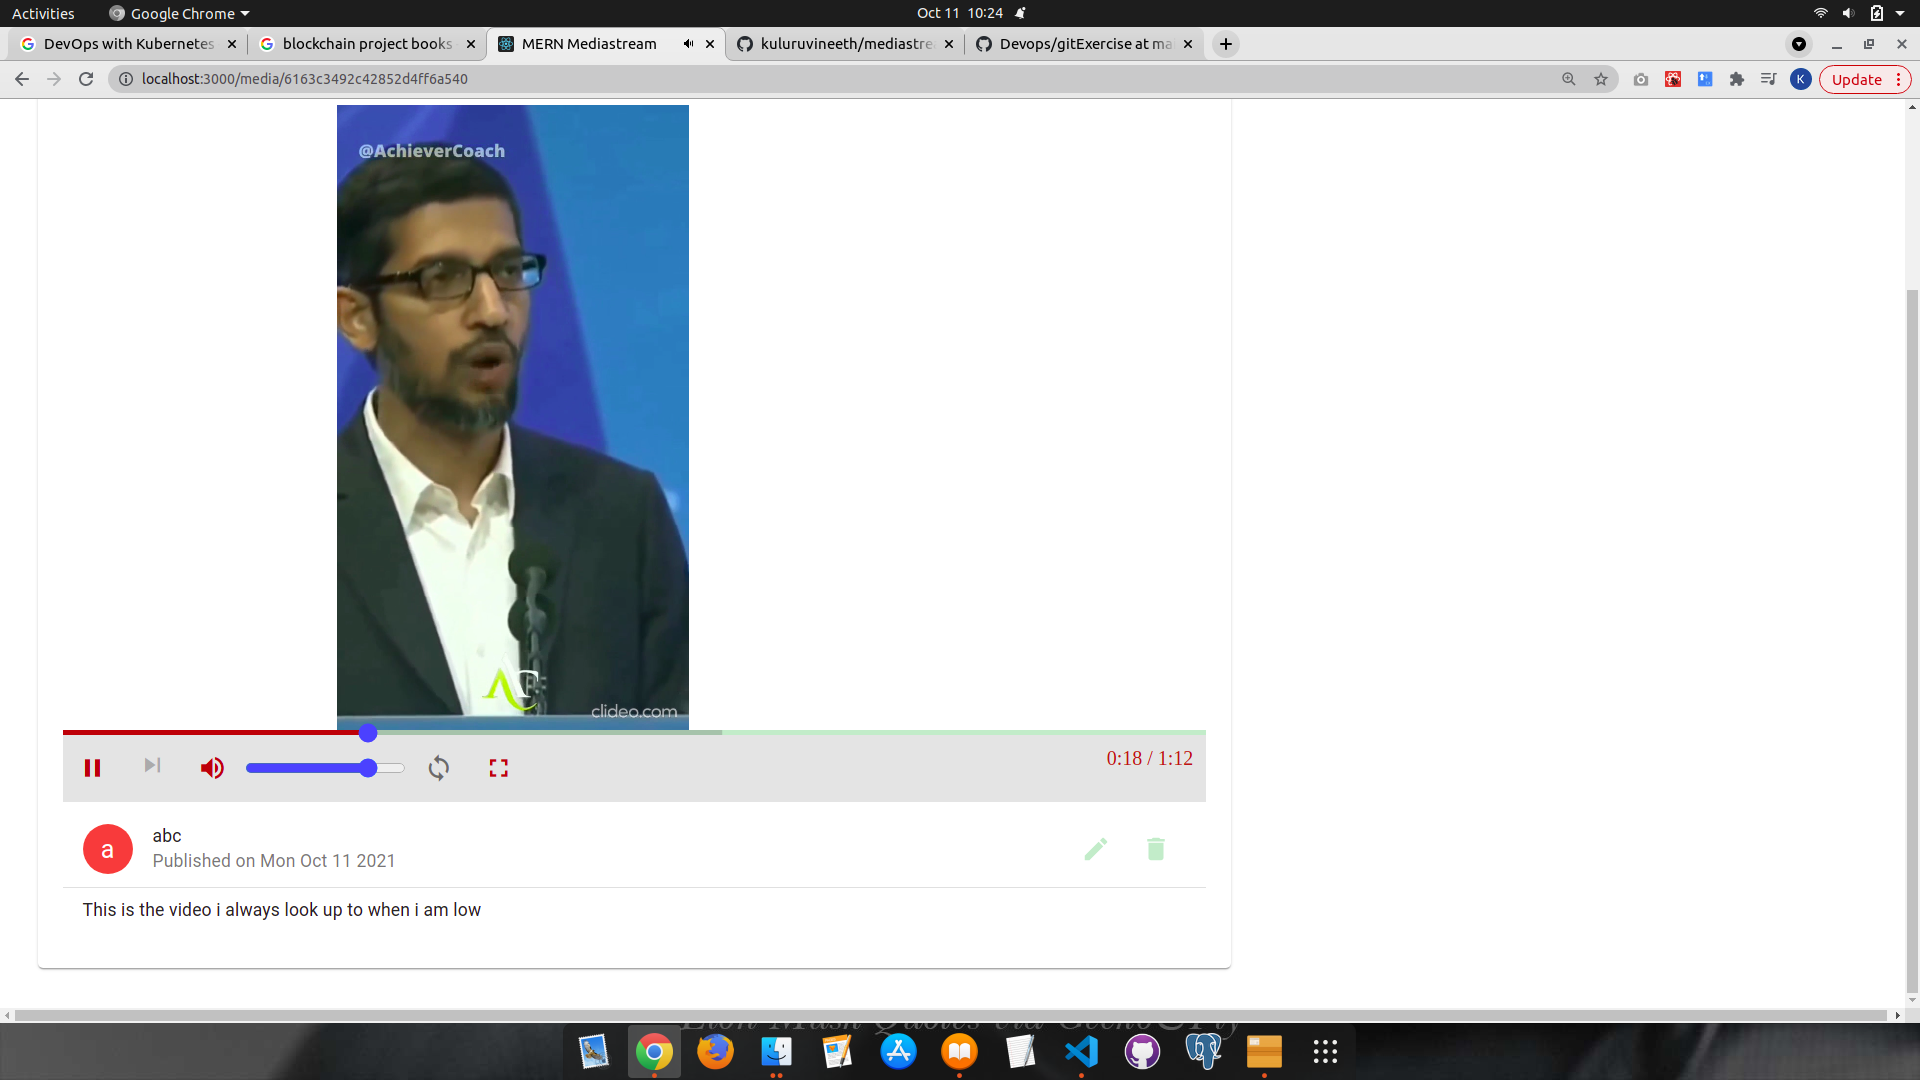 Activities
Google Chrome
Oct 11 10:24
DevOps with Kubernetes
blockchain project books
MERN Mediastream
kuluruvineeth/mediastre
Devops/gitExercise at ma
localhost:3000/media/6163c3492c42852d4ff6a540
K
Update
@AchieverCoach
AC
clideo.com
0:18 / 1:12
a
abc
Published on Mon Oct 11 2021
This is the video i always look up to when i am low